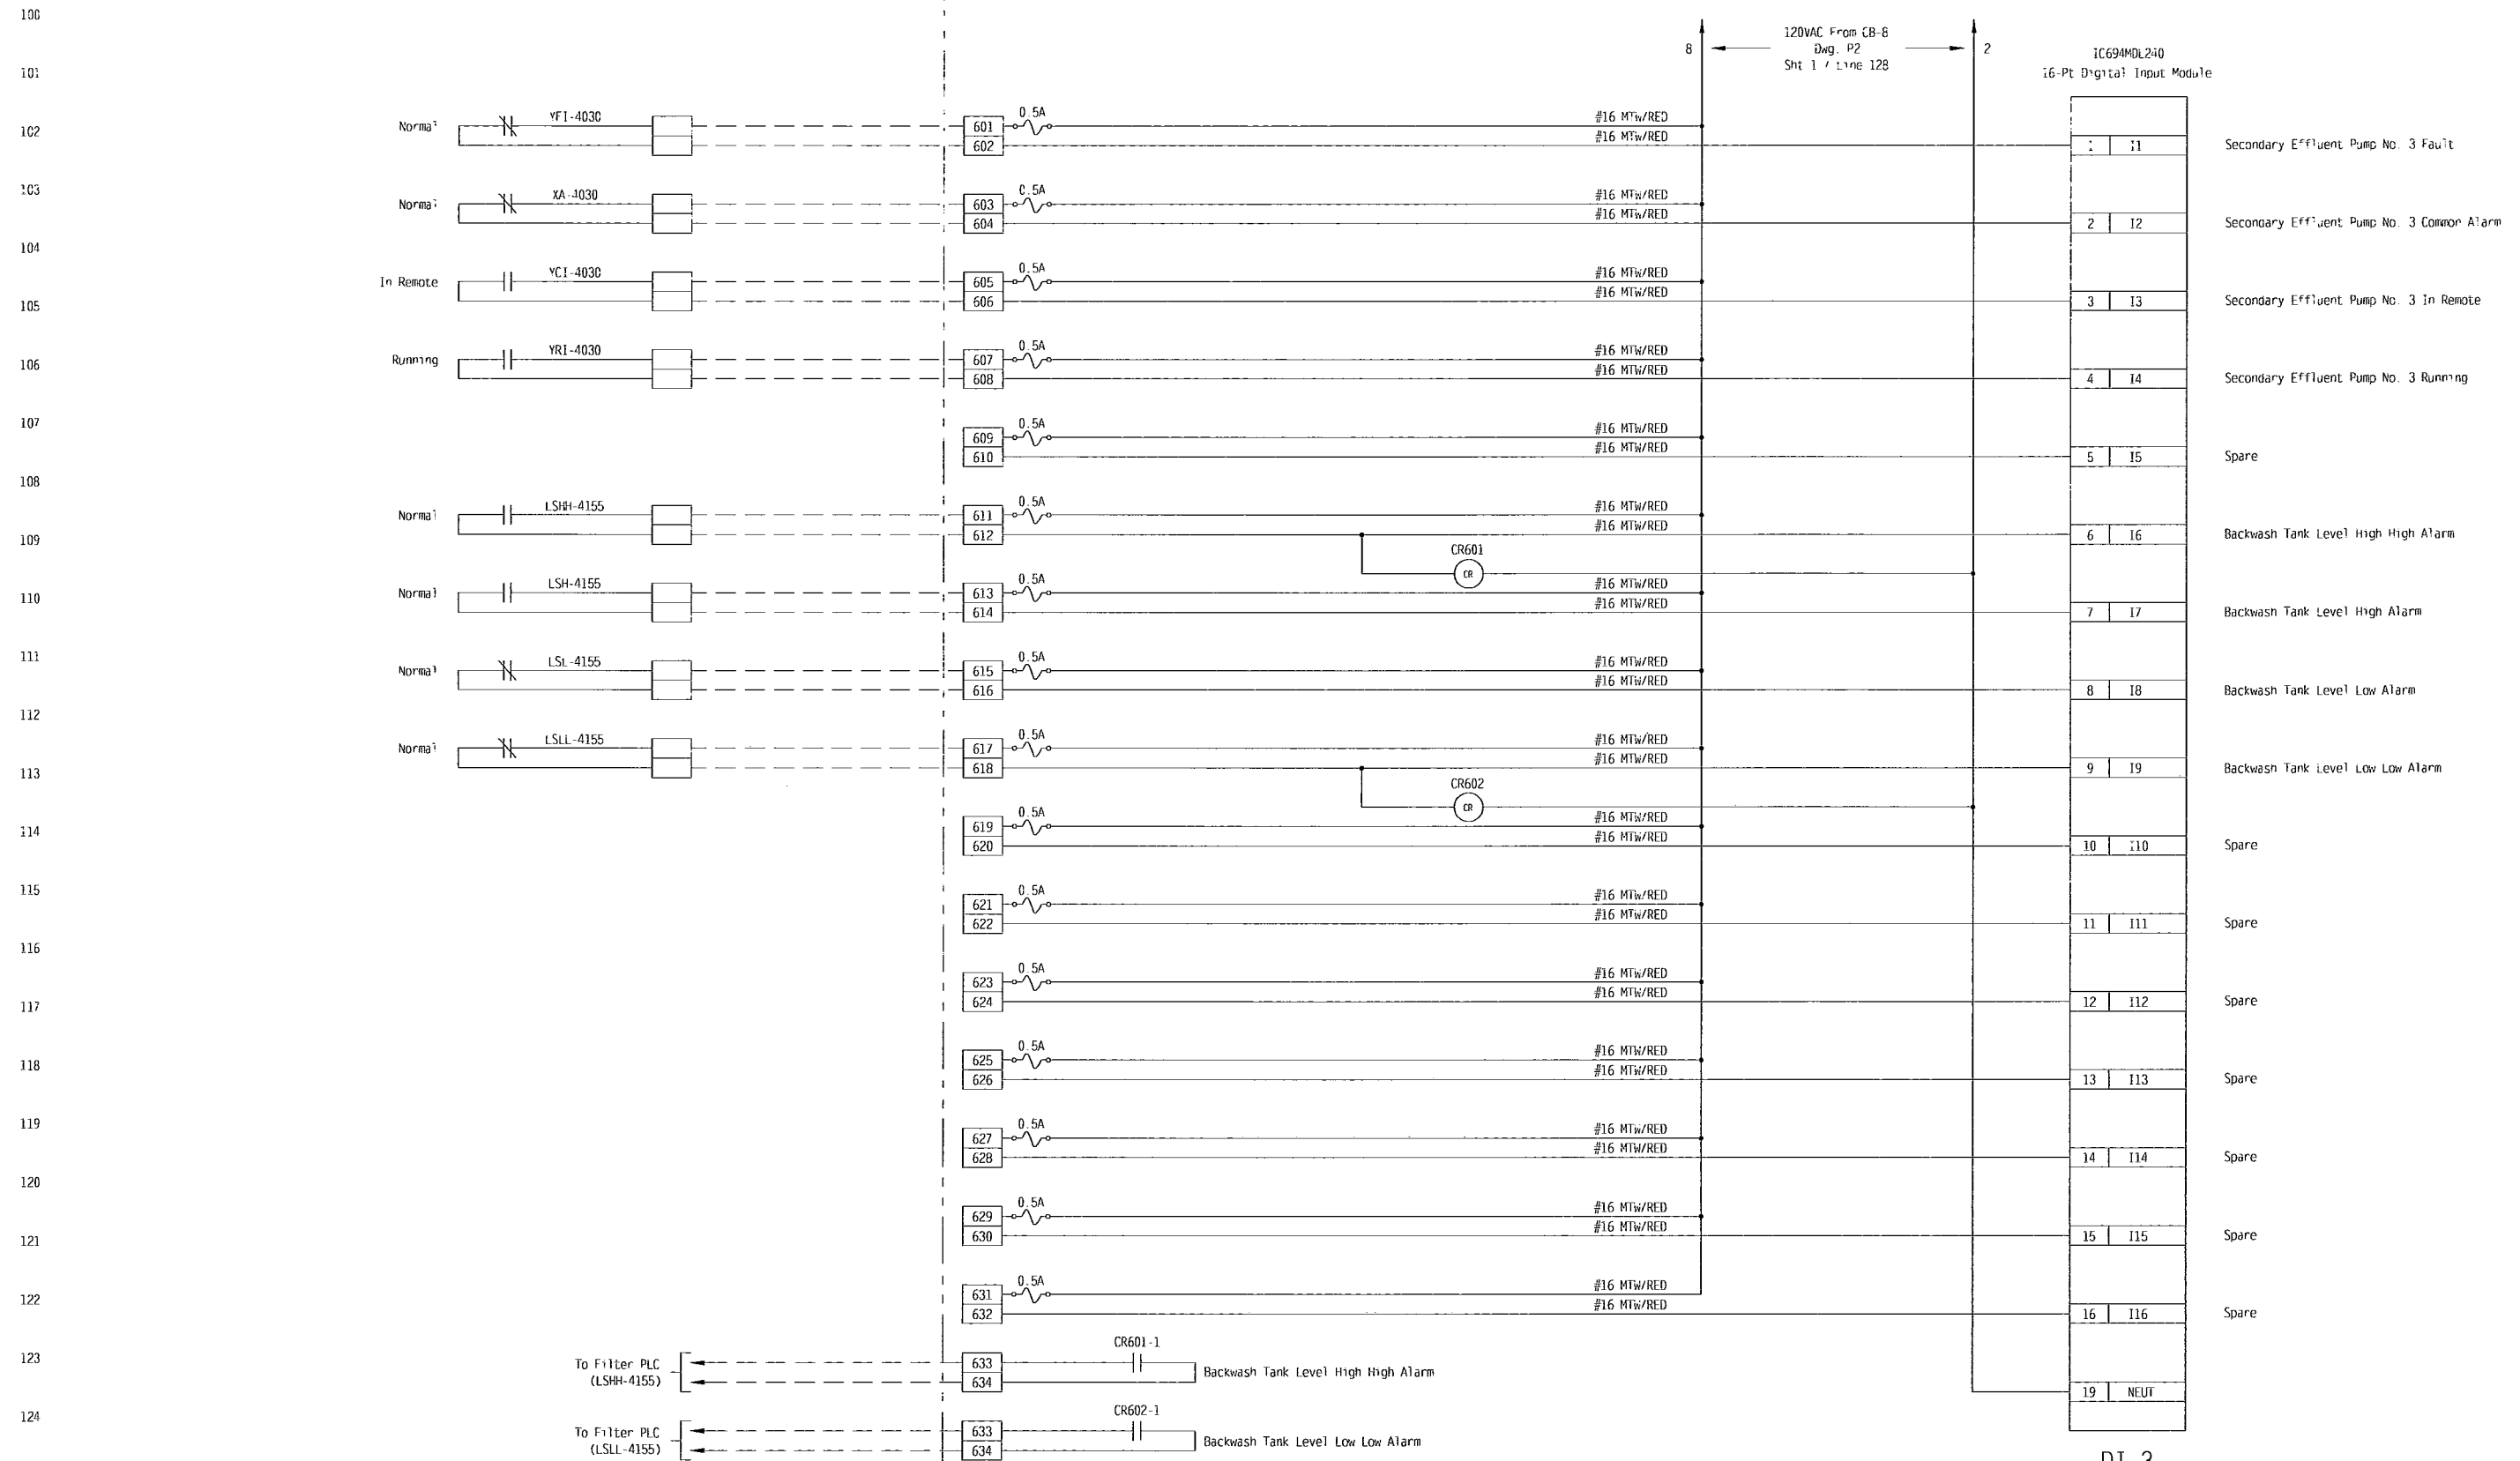 100
120VAC From CB-8
8
Dwg. P2
2
Sht 1 / Line 128
IC694MDL240
16-Pt Digital Input Module
101
102
Normal
YFI-4030
601
0.5A
#16 MTW/RED
602
#16 MTW/RED
1
I1
Secondary Effluent Pump No. 3 Fault
103
Normal
XA-4030
603
0.5A
#16 MTW/RED
604
#16 MTW/RED
2
I2
Secondary Effluent Pump No. 3 Common Alarm
104
In Remote
YCI-4030
605
0.5A
#16 MTW/RED
606
#16 MTW/RED
3
I3
Secondary Effluent Pump No. 3 In Remote
105
106
Running
YRI-4030
607
0.5A
#16 MTW/RED
608
#16 MTW/RED
4
I4
Secondary Effluent Pump No. 3 Running
107
609
0.5A
#16 MTW/RED
610
#16 MTW/RED
5
I5
Spare
108
Normal
LSHH-4155
611
0.5A
#16 MTW/RED
612
#16 MTW/RED
6
I6
Backwash Tank Level High High Alarm
109
CR601
CR
Normal
LSH-4155
613
0.5A
#16 MTW/RED
110
614
#16 MTW/RED
7
I7
Backwash Tank Level High Alarm
111
Normal
LSL-4155
615
0.5A
#16 MTW/RED
616
#16 MTW/RED
8
I8
Backwash Tank Level Low Alarm
112
Normal
LSLL-4155
617
0.5A
#16 MTW/RED
618
#16 MTW/RED
9
I9
Backwash Tank Level Low Low Alarm
113
CR602
CR
114
619
0.5A
#16 MTW/RED
620
#16 MTW/RED
10
I10
Spare
115
621
0.5A
#16 MTW/RED
622
#16 MTW/RED
11
I11
Spare
116
623
0.5A
#16 MTW/RED
624
#16 MTW/RED
12
I12
Spare
117
118
625
0.5A
#16 MTW/RED
626
#16 MTW/RED
13
I13
Spare
119
627
0.5A
#16 MTW/RED
628
#16 MTW/RED
14
I14
Spare
120
629
0.5A
#16 MTW/RED
630
#16 MTW/RED
15
I15
Spare
121
122
631
0.5A
#16 MTW/RED
632
#16 MTW/RED
16
I16
Spare
123
To Filter PLC
(LSHH-4155)
633
634
CR601-1
Backwash Tank Level High High Alarm
19
NEUT
124
To Filter PLC
(LSLL-4155)
633
634
CR602-1
Backwash Tank Level Low Low Alarm